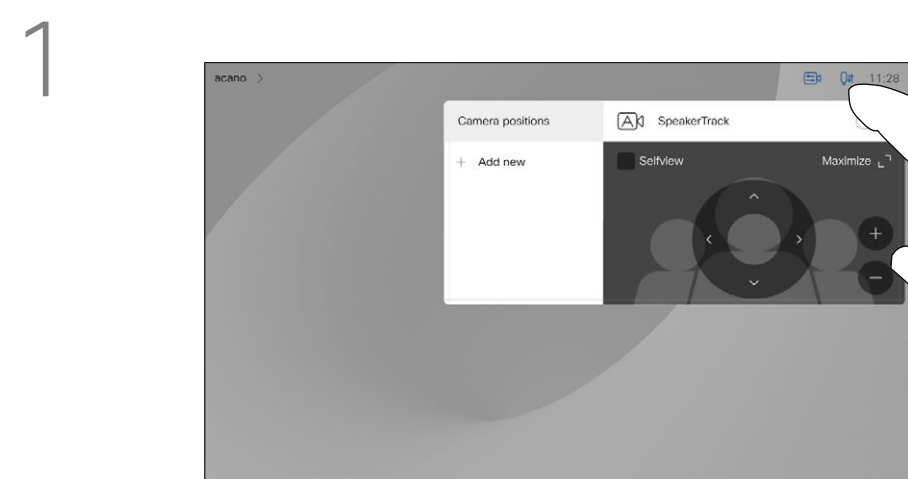 1
acano >
11:28
Camera positions
A SpeakerTrack
+ Add new
Selfview
Maximize
+
−